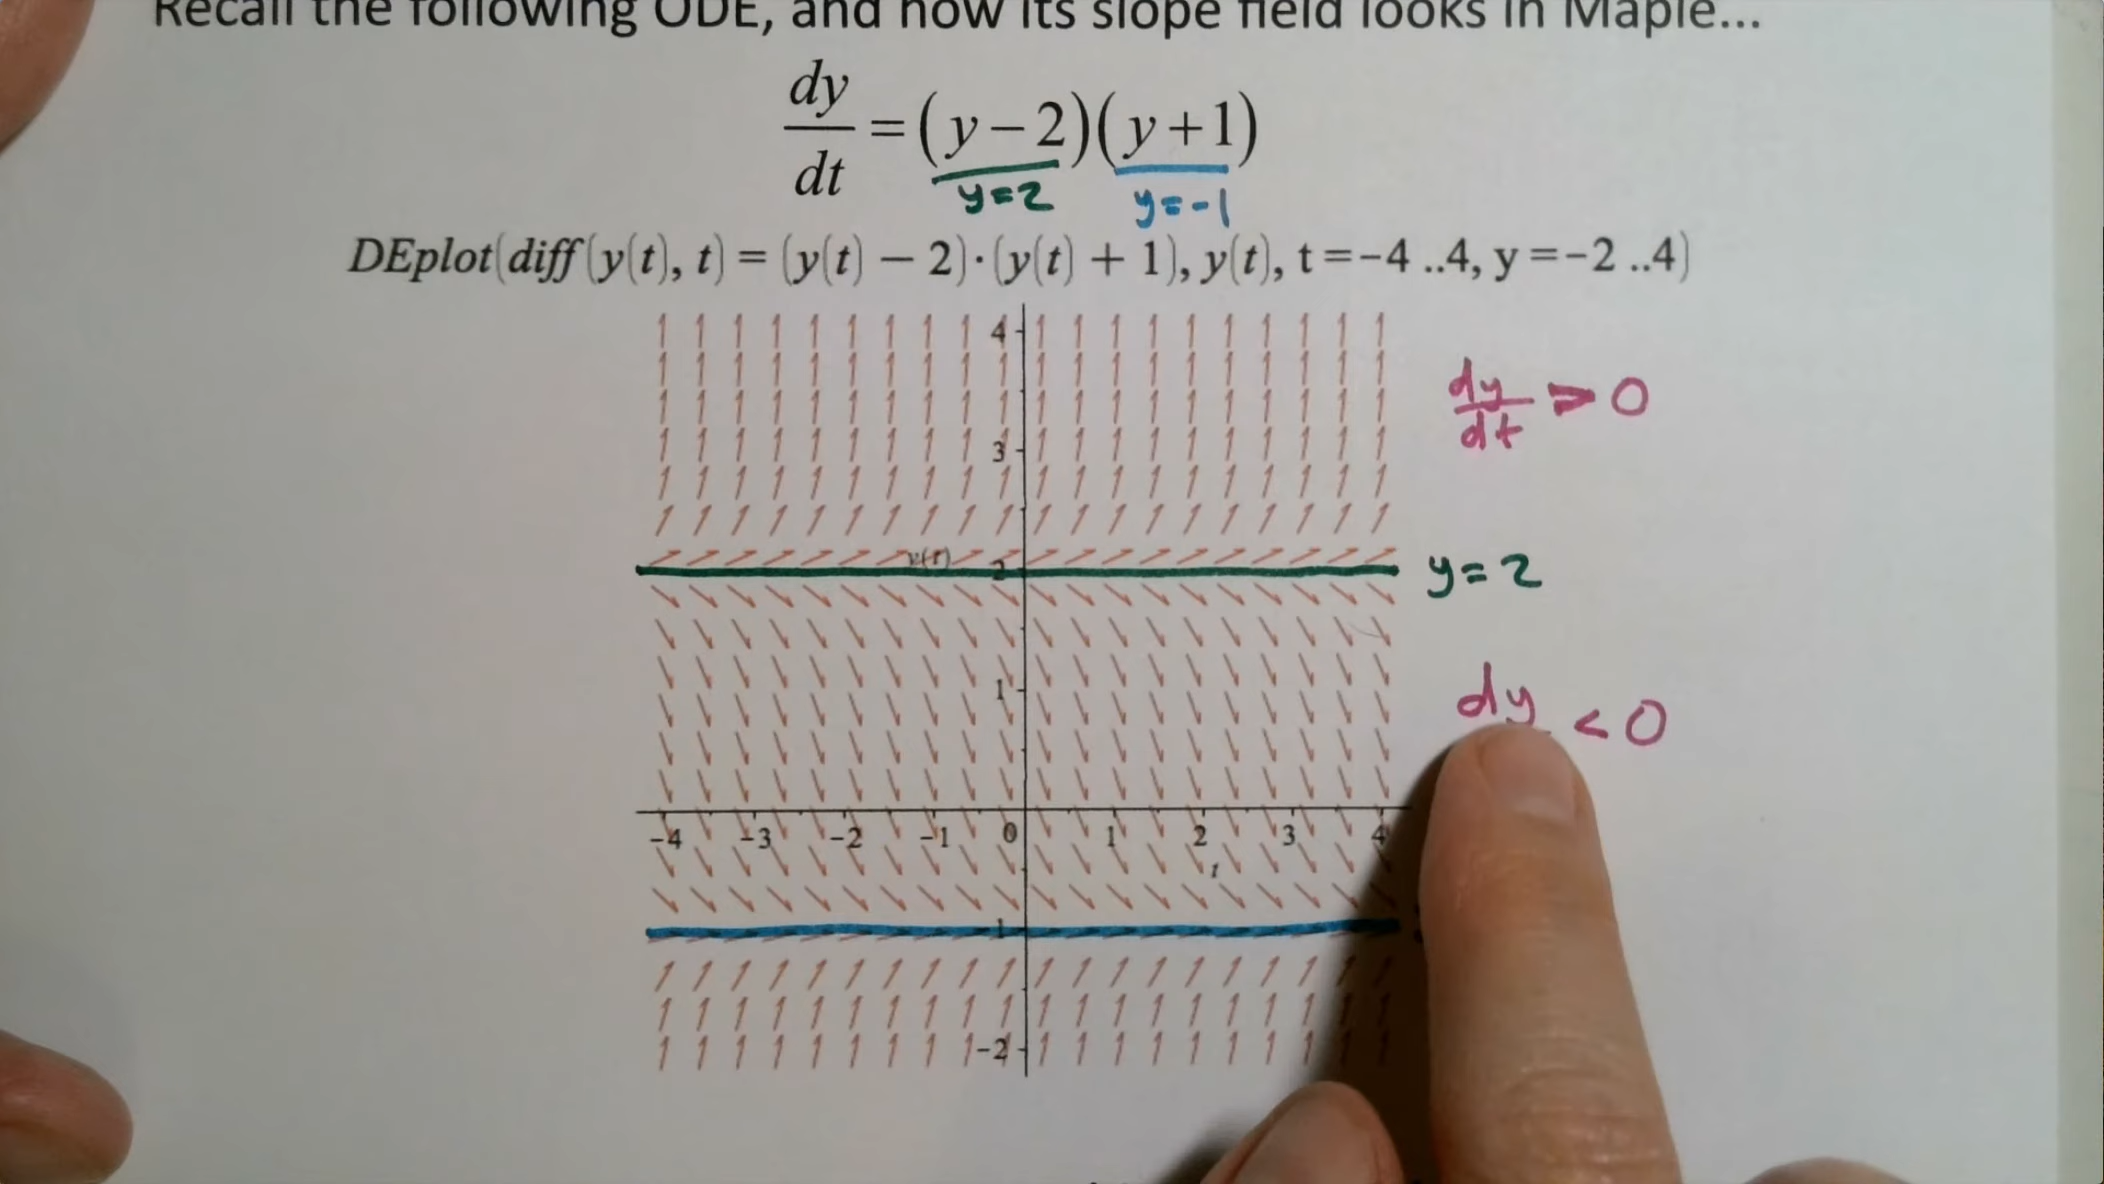 Recall the following ODE, and how its slope field looks in Maple...
dy/dt = (y − 2)(y + 1)
y=2 y=-1
DEplot(diff(y(t), t) = (y(t) − 2)·(y(t) + 1), y(t), t = −4 ..4, y = −2 ..4)
4
dy/dt > 0
3
y(t) 2
y = 2
1
dy < 0
−4 −3 −2 −1 0 1 2 3 4
t
1
−2